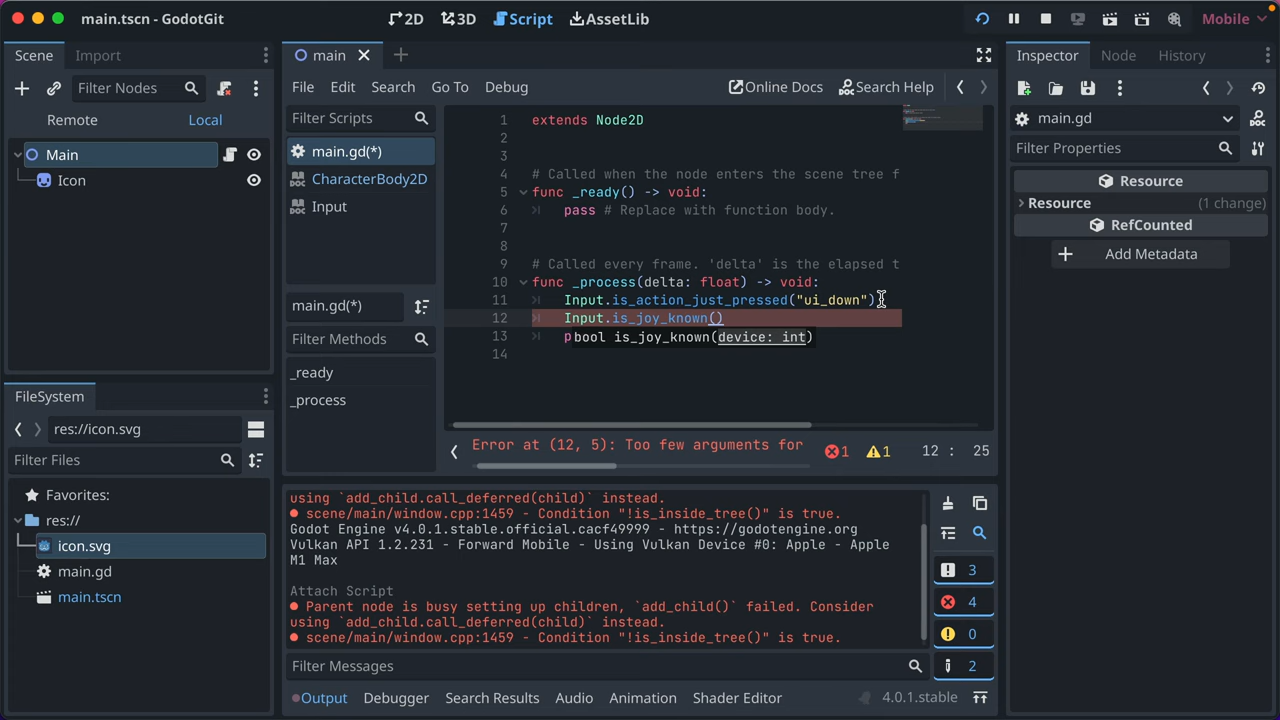 main.tscn - GodotGit
2D
3D
Script
AssetLib
Mobile
Scene
Import
Filter Nodes
Remote
Local
Main
Icon
FileSystem
res://icon.svg
Filter Files
Favorites:
res://
icon.svg
main.gd
main.tscn
main
File
Edit
Search
Go To
Debug
Online Docs
Search Help
Filter Scripts
main.gd(*)
CharacterBody2D
Input
main.gd(*)
Filter Methods
_ready
_process
1 extends Node2D
2
3
4 # Called when the node enters the scene tree f
5 func _ready() -> void:
6 pass # Replace with function body.
7
8
9 # Called every frame. 'delta' is the elapsed t
10 func _process(delta: float) -> void:
11 Input.is_action_just_pressed("ui_down")
12 Input.is_joy_known()
13 p
bool is_joy_known(device: int)
14
Error at (12, 5): Too few arguments for
1
1
12 : 25
using `add_child.call_deferred(child)` instead.
scene/main/window.cpp:1459 - Condition "!is_inside_tree()" is true.
Godot Engine v4.0.1.stable.official.cacf49999 - https://godotengine.org
Vulkan API 1.2.231 - Forward Mobile - Using Vulkan Device #0: Apple - Apple
M1 Max
Attach Script
Parent node is busy setting up children, `add_child()` failed. Consider
using `add_child.call_deferred(child)` instead.
scene/main/window.cpp:1459 - Condition "!is_inside_tree()" is true.
3
4
0
2
Filter Messages
Output
Debugger
Search Results
Audio
Animation
Shader Editor
4.0.1.stable
Inspector
Node
History
main.gd
Filter Properties
Resource
Resource
(1 change)
RefCounted
Add Metadata